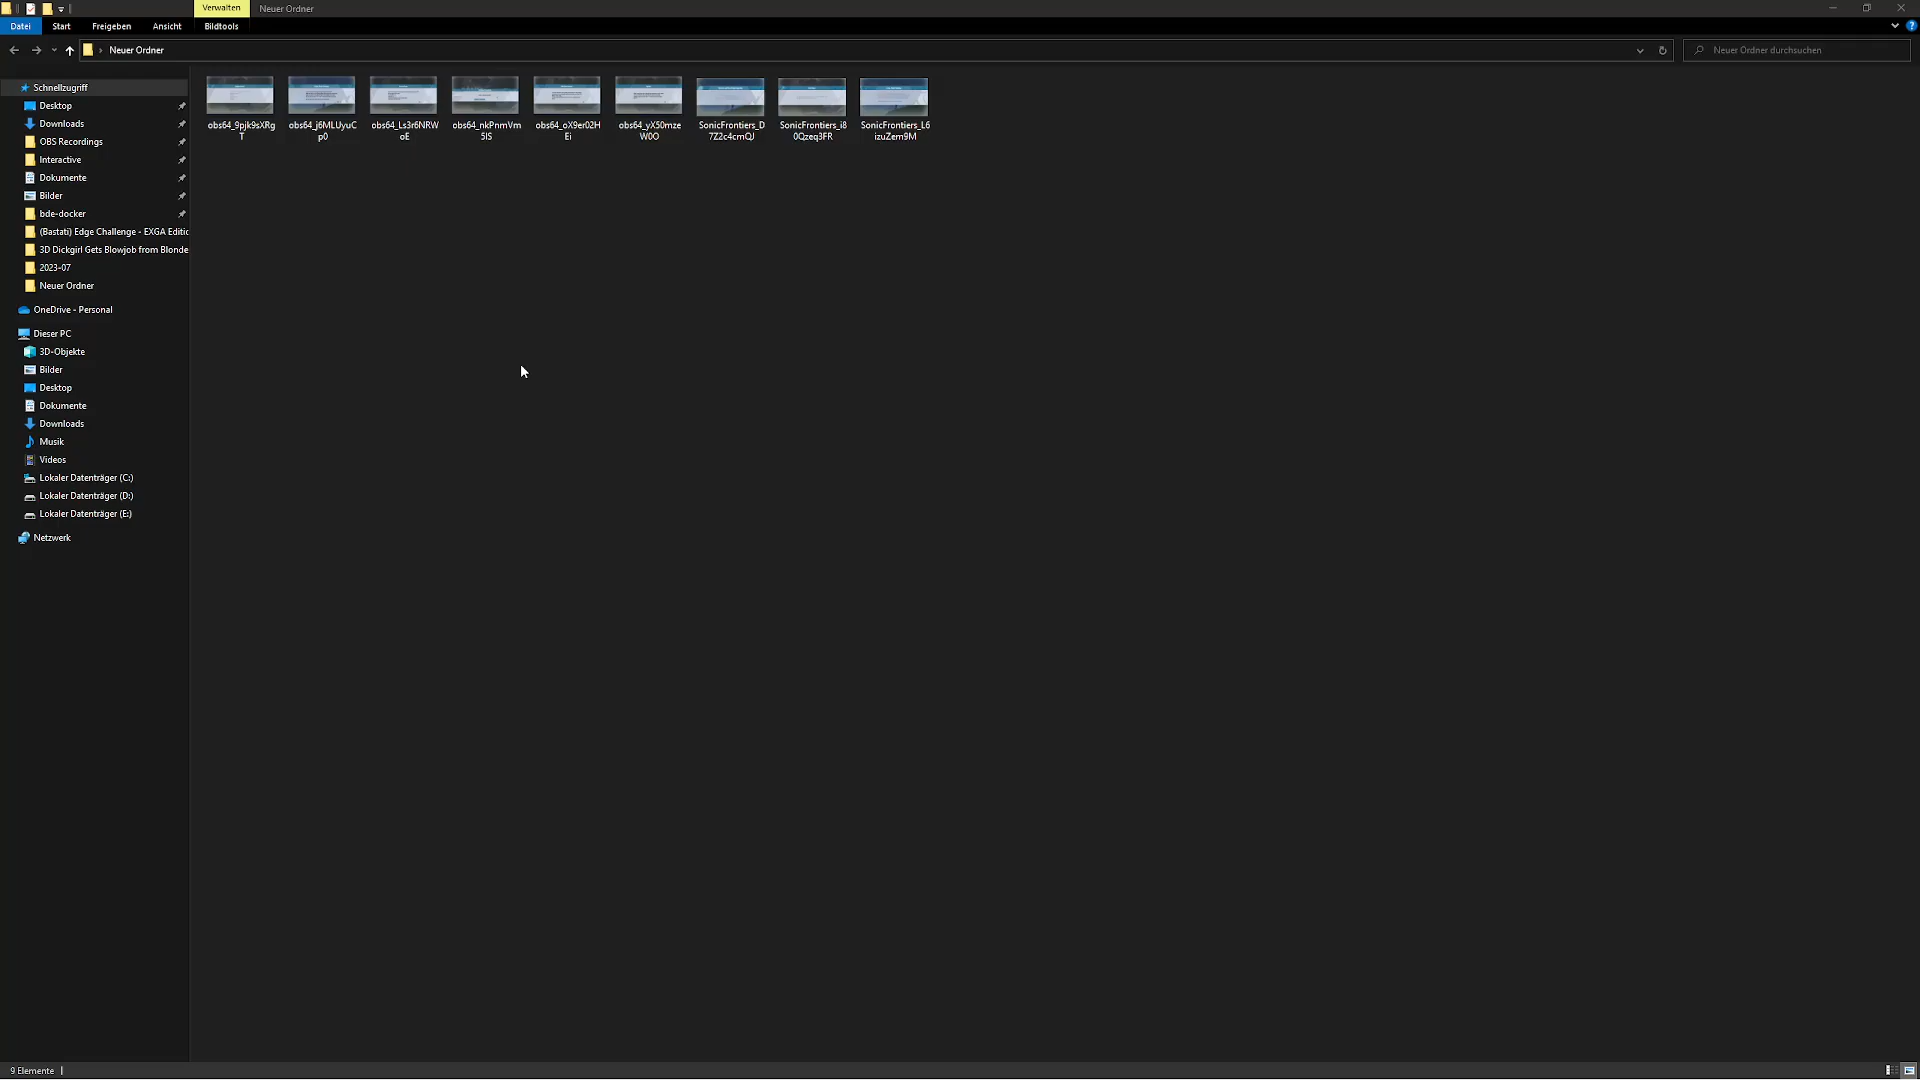 Verwalten
Neuer Ordner
Datei
Start
Freigeben
Ansicht
Bildtools
Neuer Ordner
Neuer Ordner durchsuchen
Schnellzugriff
Desktop
Downloads
OBS Recordings
Interactive
Dokumente
Bilder
bde-docker
(Bastati) Edge Challenge - EXGA Editic
3D Dickgirl Gets Blowjob from Blonde
2023-07
Neuer Ordner
OneDrive - Personal
Dieser PC
3D-Objekte
Bilder
Desktop
Dokumente
Downloads
Musik
Videos
Lokaler Datenträger (C:)
Lokaler Datenträger (D:)
Lokaler Datenträger (E:)
Netzwerk
obs64_9pjk9sXRg
T
obs64_j6MLUyuC
p0
obs64_Ls3r6NRW
oE
obs64_nkPnmVm
5IS
obs64_oX9er02H
Ei
obs64_yX50mze
W0O
SonicFrontiers_D
7Z2c4cmQJ
SonicFrontiers_i8
0Qzeq3FR
SonicFrontiers_L6
izuZem9M
9 Elemente